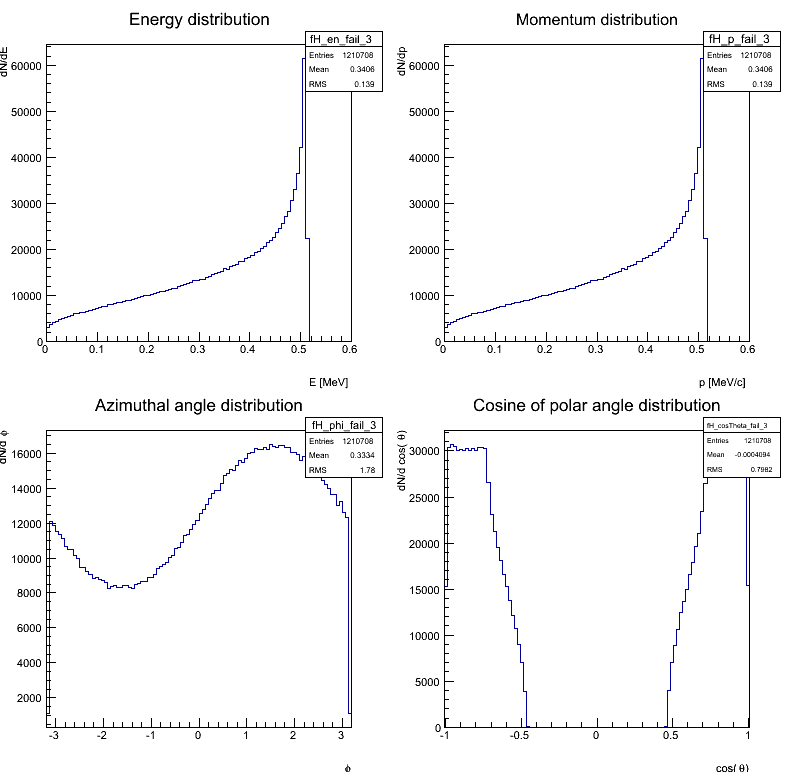 Energy distribution
dN/dE
fH_en_fail_3
Entries 1210708
Mean 0.3406
RMS 0.139
60000
50000
40000
30000
20000
10000
0
0 0.1 0.2 0.3 0.4 0.5 0.6
E [MeV]
Momentum distribution
dN/dp
fH_p_fail_3
Entries 1210708
Mean 0.3406
RMS 0.139
60000
50000
40000
30000
20000
10000
0
0 0.1 0.2 0.3 0.4 0.5 0.6
p [MeV/c]
Azimuthal angle distribution
dN/d ϕ
fH_phi_fail_3
Entries 1210708
Mean 0.3334
RMS 1.78
16000
14000
12000
10000
8000
6000
4000
2000
-3 -2 -1 0 1 2 3
ϕ
Cosine of polar angle distribution
dN/d cos( θ)
fH_cosTheta_fail_3
Entries 1210708
Mean -0.0004094
RMS 0.7982
30000
25000
20000
15000
10000
5000
0
-1 -0.5 0 0.5 1
cos(θ)